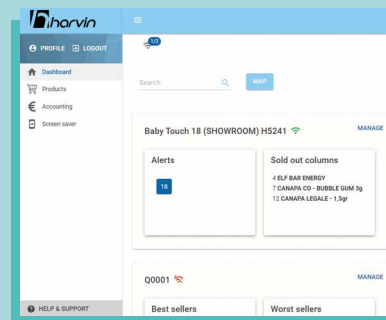 harvin
PROFILE LOGOUT
Dashboard
Products
Accounting
Screen saver
HELP & SUPPORT
1/2
Search
MAP
Baby Touch 18 (SHOWROOM) H5241
MANAGE
Alerts
18
Sold out columns
4 ELF BAR ENERGY
7 CANAPA CO - BUBBLE GUM 3g
12 CANAPA LEGALE - 1,5gr
Q0001
MANAGE
Best sellers
Worst sellers